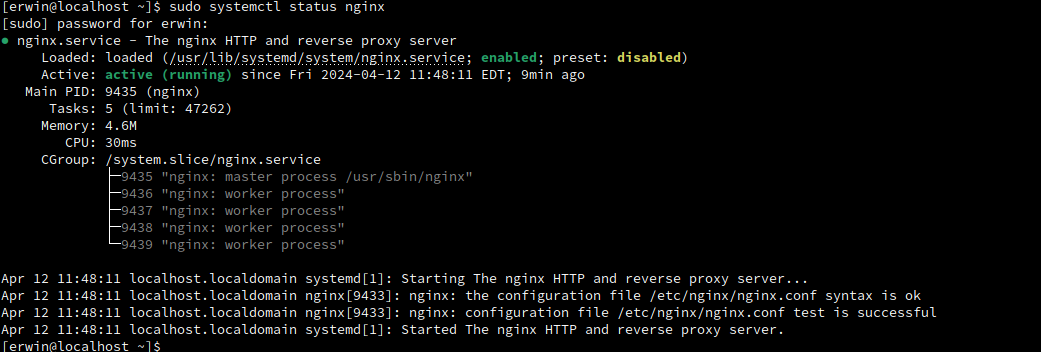 [erwin@localhost ~]$ sudo systemctl status nginx
[sudo] password for erwin:
● nginx.service - The nginx HTTP and reverse proxy server
     Loaded: loaded (/usr/lib/systemd/system/nginx.service; enabled; preset: disabled)
     Active: active (running) since Fri 2024-04-12 11:48:11 EDT; 9min ago
   Main PID: 9435 (nginx)
      Tasks: 5 (limit: 47262)
     Memory: 4.6M
        CPU: 30ms
     CGroup: /system.slice/nginx.service
             ├─9435 "nginx: master process /usr/sbin/nginx"
             ├─9436 "nginx: worker process"
             ├─9437 "nginx: worker process"
             ├─9438 "nginx: worker process"
             └─9439 "nginx: worker process"
Apr 12 11:48:11 localhost.localdomain systemd[1]: Starting The nginx HTTP and reverse proxy server...
Apr 12 11:48:11 localhost.localdomain nginx[9433]: nginx: the configuration file /etc/nginx/nginx.conf syntax is ok
Apr 12 11:48:11 localhost.localdomain nginx[9433]: nginx: configuration file /etc/nginx/nginx.conf test is successful
Apr 12 11:48:11 localhost.localdomain systemd[1]: Started The nginx HTTP and reverse proxy server.
[erwin@localhost ~]$